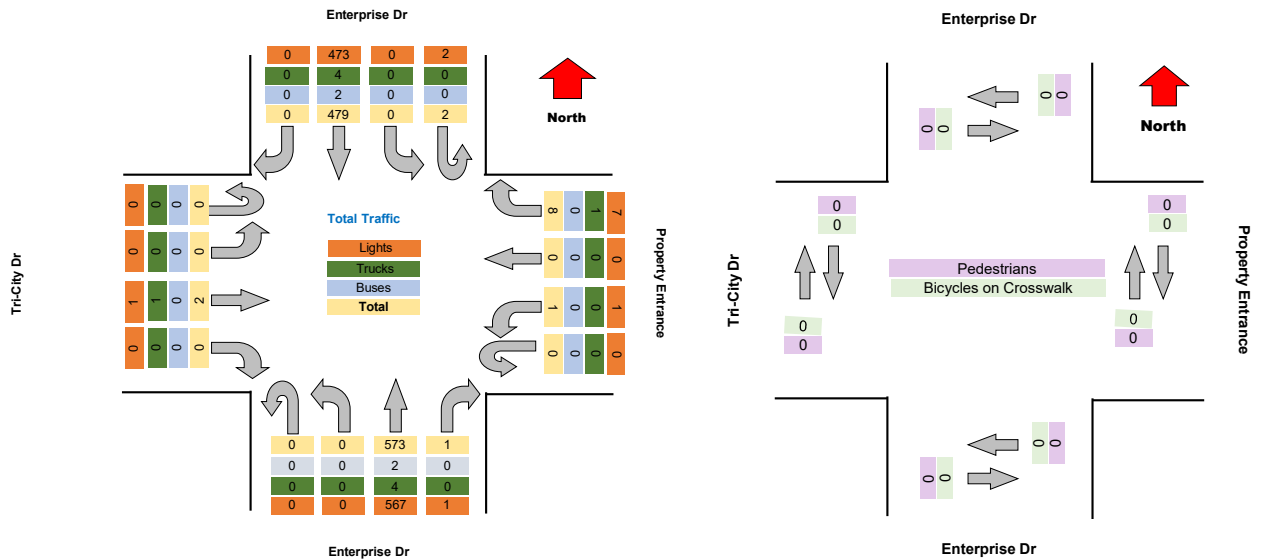 Enterprise Dr
0 473 0 2
0 4 0 0
0 2 0 0
0 479 0 2
North
Tri-City Dr
0 0 0 0
0 0 0 0
1 1 0 2
0 0 0 0
Total Traffic
Lights
Trucks
Buses
Total
8 0 1 7
0 0 0 0
1 0 0 1
0 0 0 0
Property Entrance
0 0 573 1
0 0 2 0
0 0 4 0
0 0 567 1
Enterprise Dr
Enterprise Dr
0 0
0 0
North
Tri-City Dr
0
0
0
0
Pedestrians
Bicycles on Crosswalk
0
0
0
0
Property Entrance
0 0
0 0
Enterprise Dr